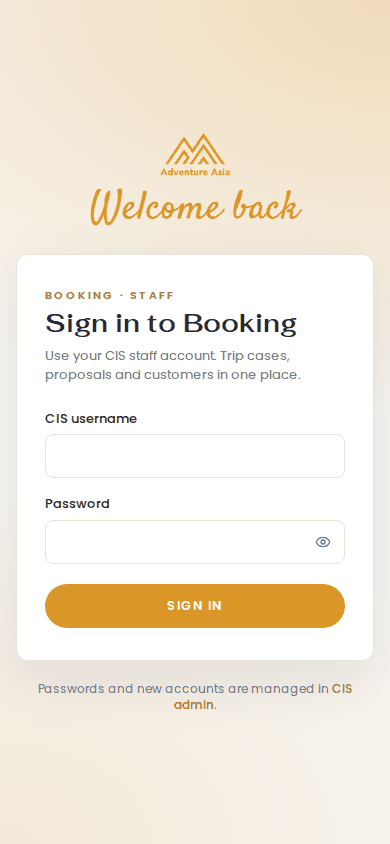 Adventure Asia
Welcome back
BOOKING · STAFF
Sign in to Booking
Use your CIS staff account. Trip cases,
proposals and customers in one place.
CIS username
Password
SIGN IN
Passwords and new accounts are managed in CIS
admin.